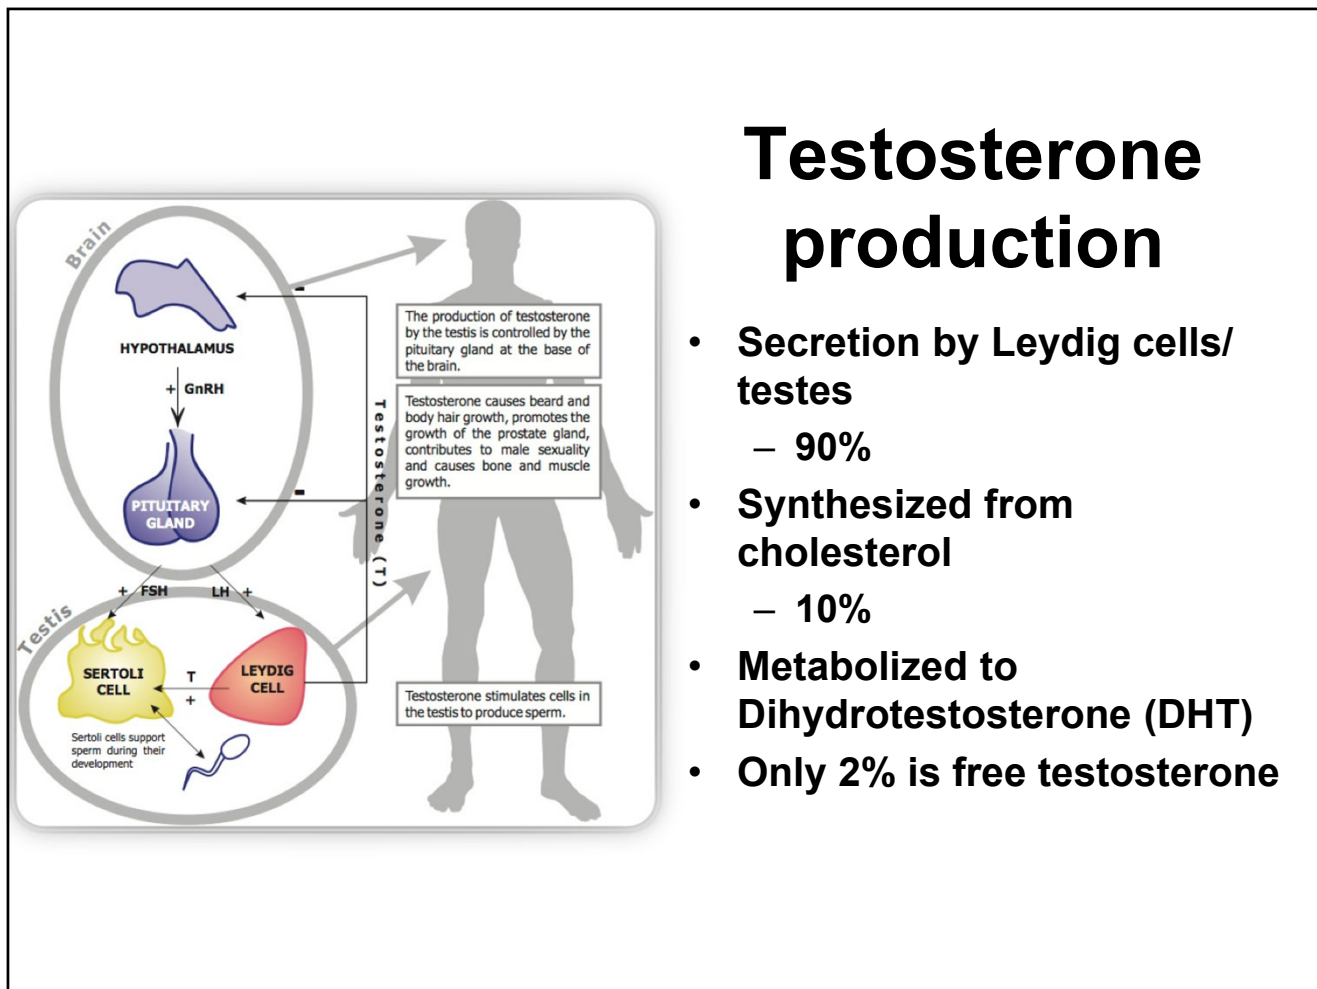 Testosterone
production
• Secretion by Leydig cells/
testes
– 90%
• Synthesized from
cholesterol
– 10%
• Metabolized to
Dihydrotestosterone (DHT)
• Only 2% is free testosterone
Brain
HYPOTHALAMUS
+ GnRH
PITUITARY
GLAND
-
-
Testosterone (T)
+ FSH
LH +
Testis
SERTOLI
CELL
T
+
LEYDIG
CELL
Sertoli cells support
sperm during their
development
The production of testosterone
by the testis is controlled by the
pituitary gland at the base of
the brain.
Testosterone causes beard and
body hair growth, promotes the
growth of the prostate gland,
contributes to male sexuality
and causes bone and muscle
growth.
Testosterone stimulates cells in
the testis to produce sperm.